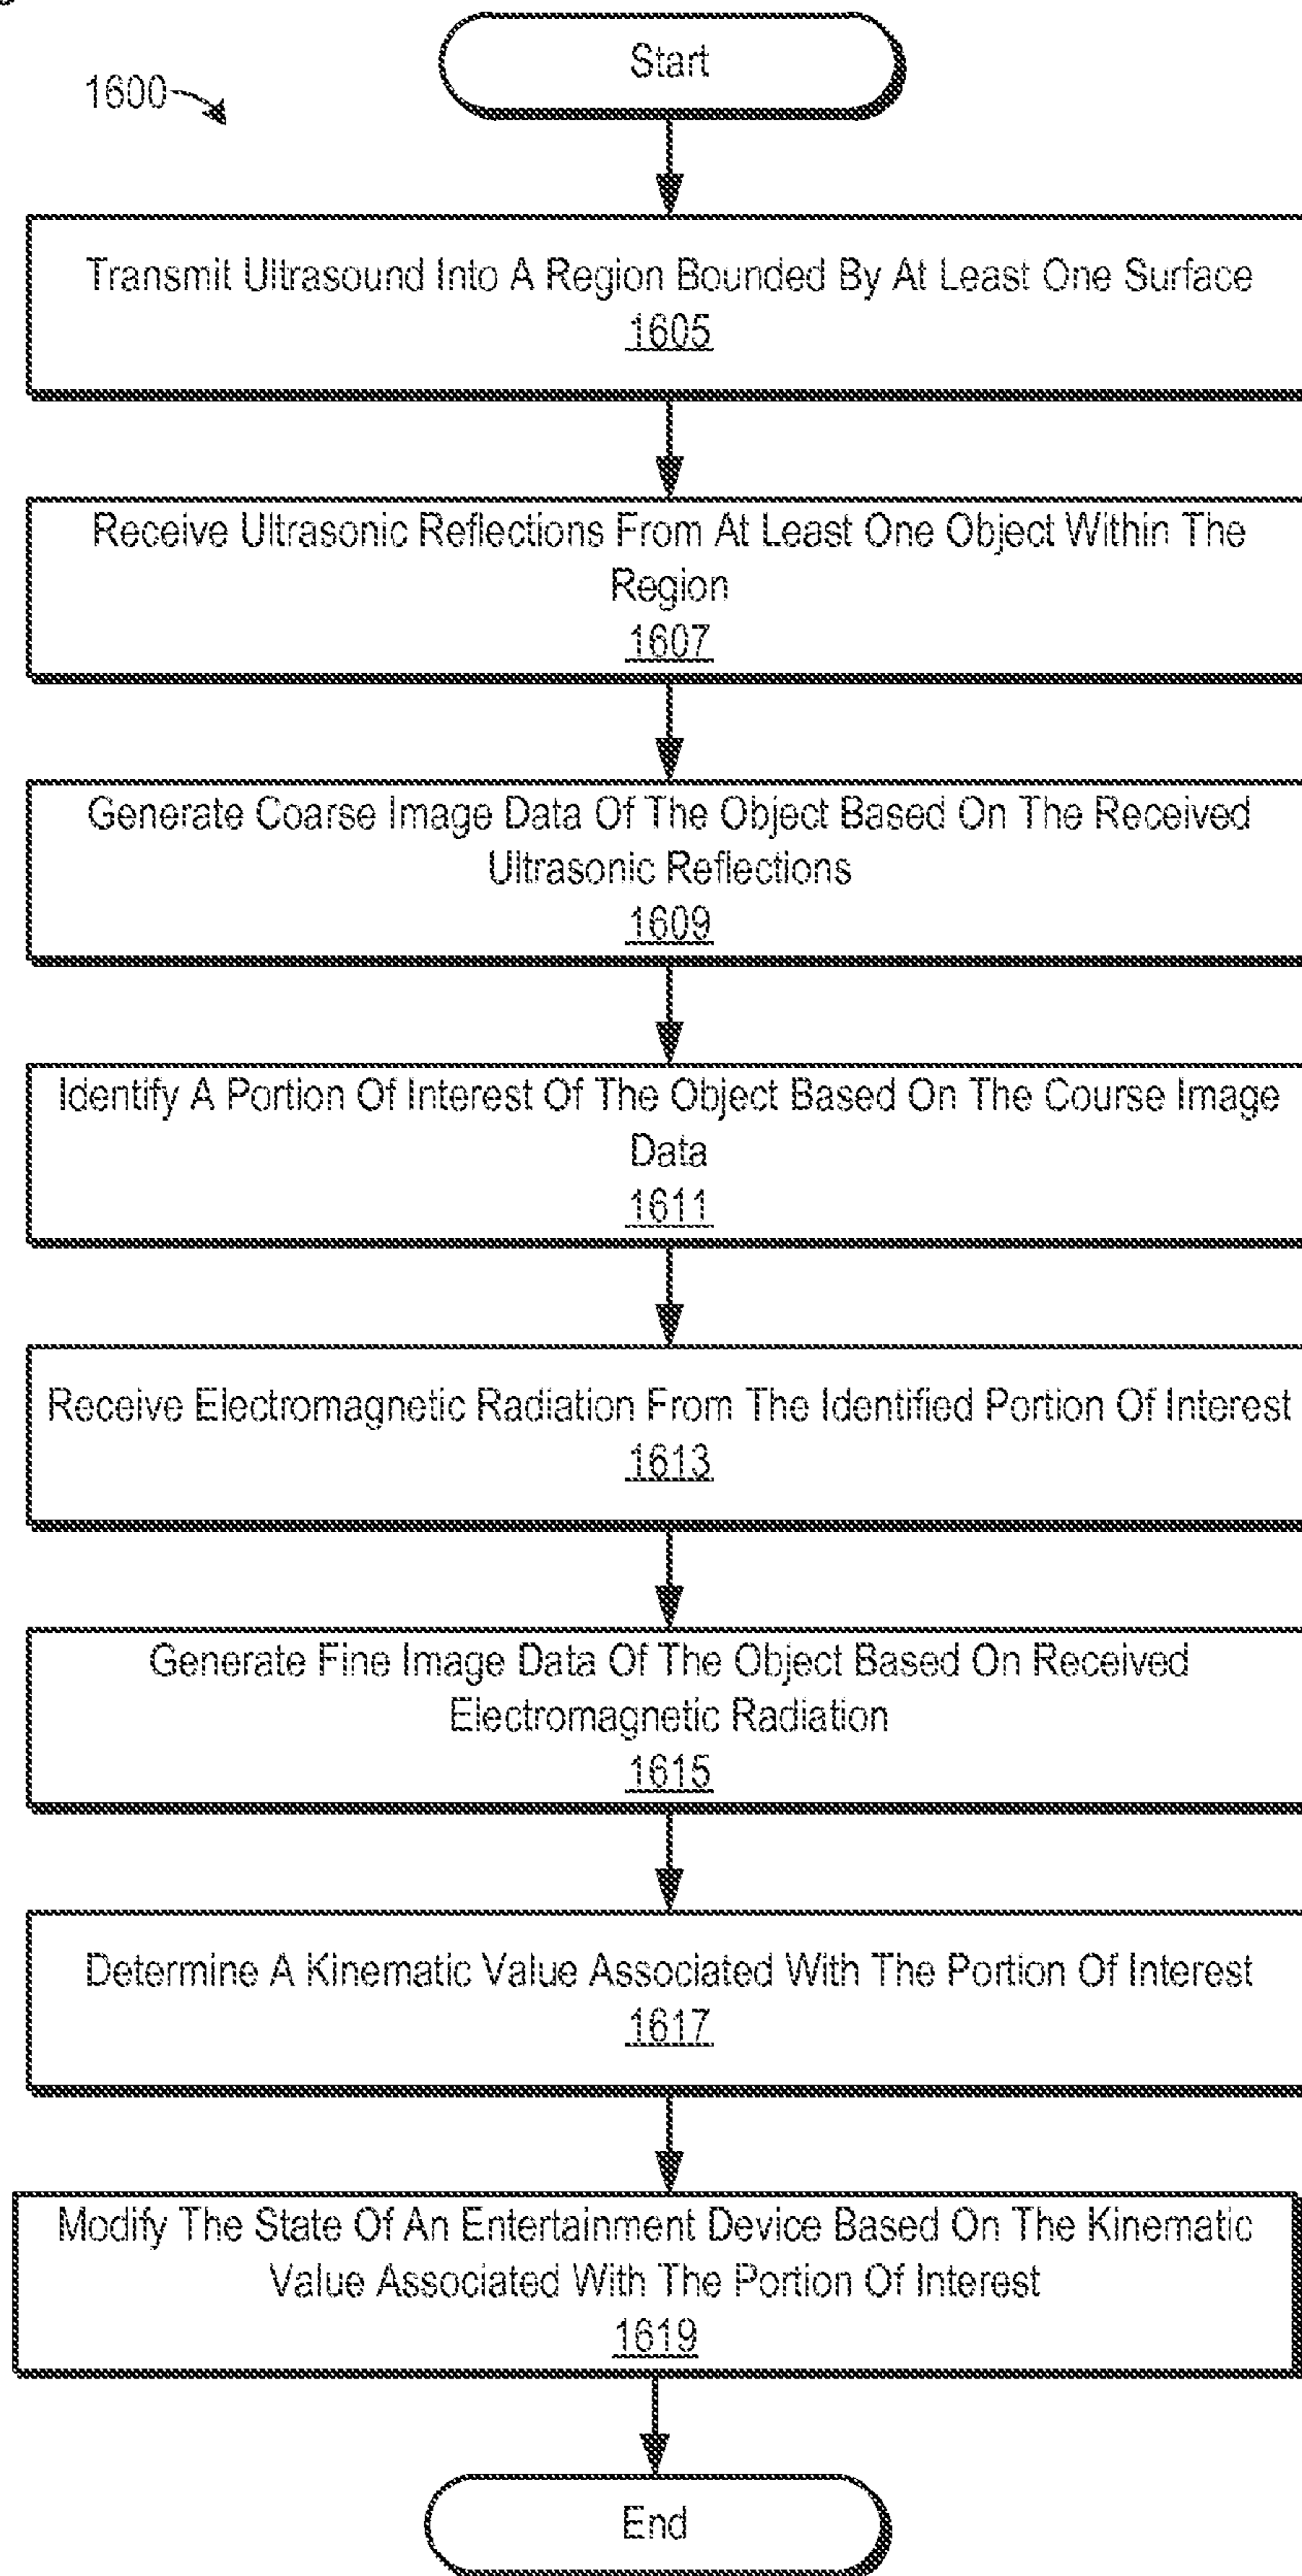 Start
1600
Transmit Ultrasound Into A Region Bounded By At Least One Surface
1605
Receive Ultrasonic Reflections From At Least One Object Within The
Region
1607
Generate Coarse Image Data Of The Object Based On The Received
Ultrasonic Reflections
1609
Identify A Portion Of Interest Of The Object Based On The Course Image
Data
1611
Receive Electromagnetic Radiation From The Identified Portion Of Interest
1613
Generate Fine Image Data Of The Object Based On Received
Electromagnetic Radiation
1615
Determine A Kinematic Value Associated With The Portion Of Interest
1617
Modify The State Of An Entertainment Device Based On The Kinematic
Value Associated With The Portion Of Interest
1619
End